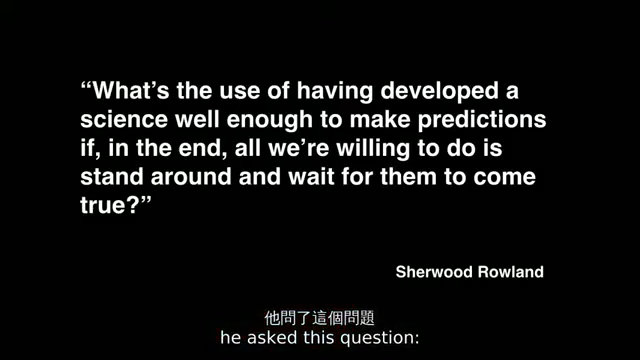 “What’s the use of having developed a
science well enough to make predictions
if, in the end, all we’re willing to do is
stand around and wait for them to come
true?”
Sherwood Rowland
他問了這個問題
he asked this question: